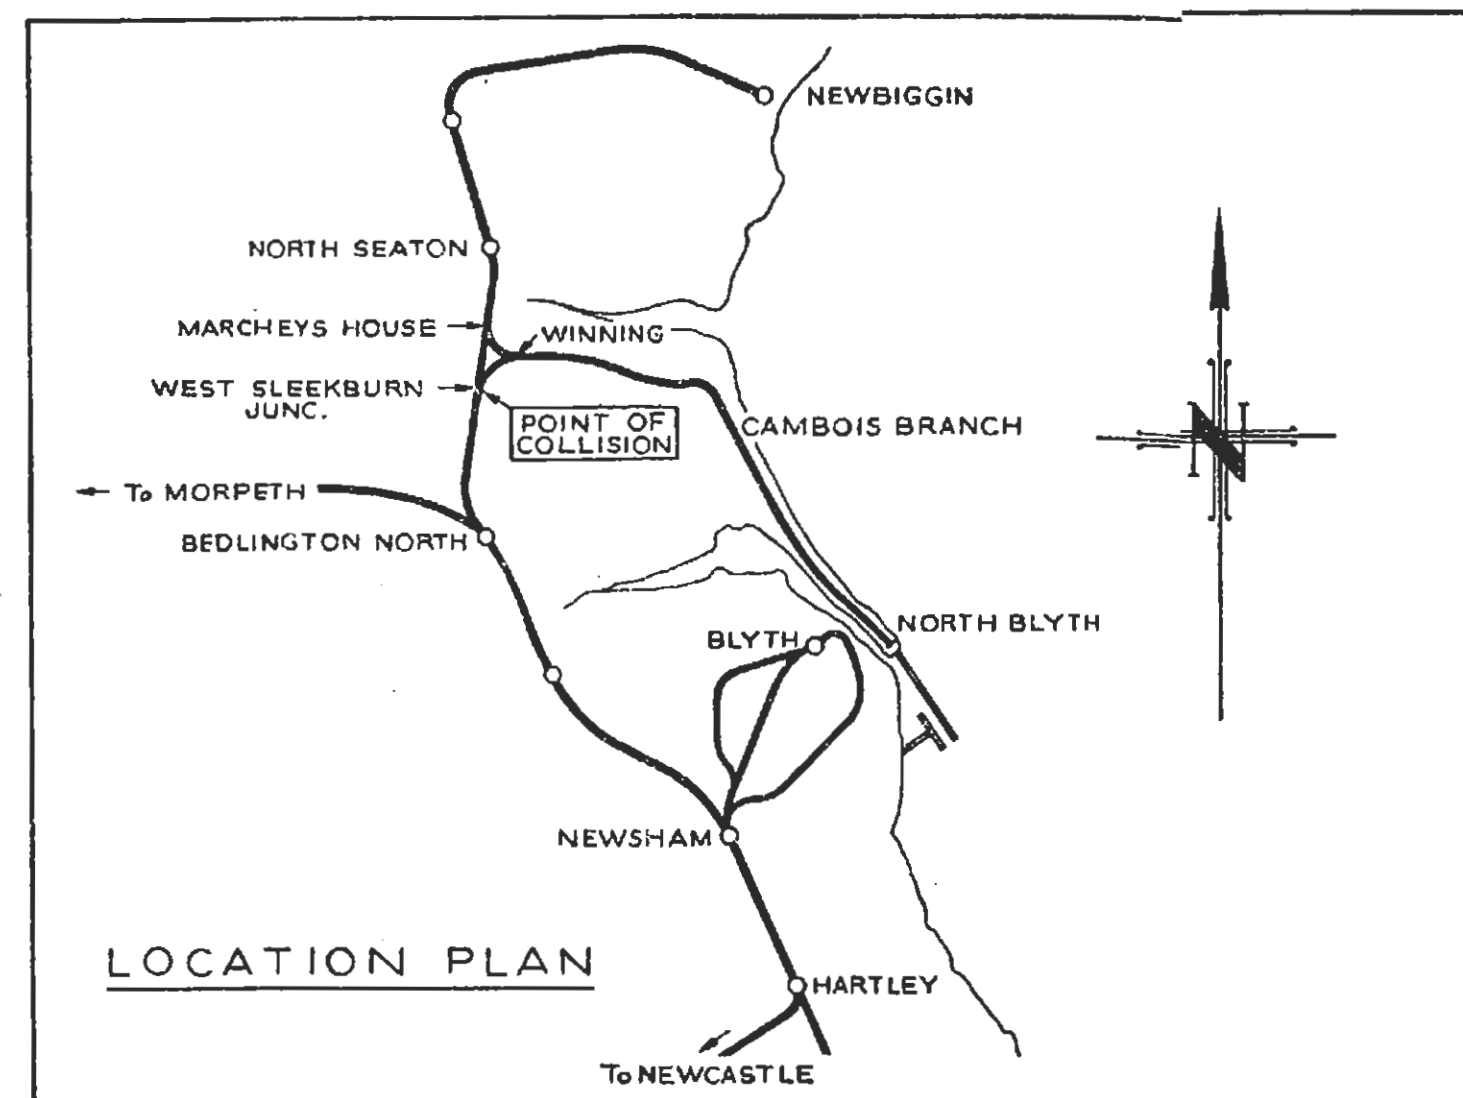 NEWBIGGIN
NORTH SEATON
MARCHEYS HOUSE
WINNING
WEST SLEEKBURN
JUNC.
POINT OF
COLLISION
CAMBOIS BRANCH
To MORPETH
BEDLINGTON NORTH
N
NORTH BLYTH
BLYTH
NEWSHAM
LOCATION PLAN
HARTLEY
To NEWCASTLE